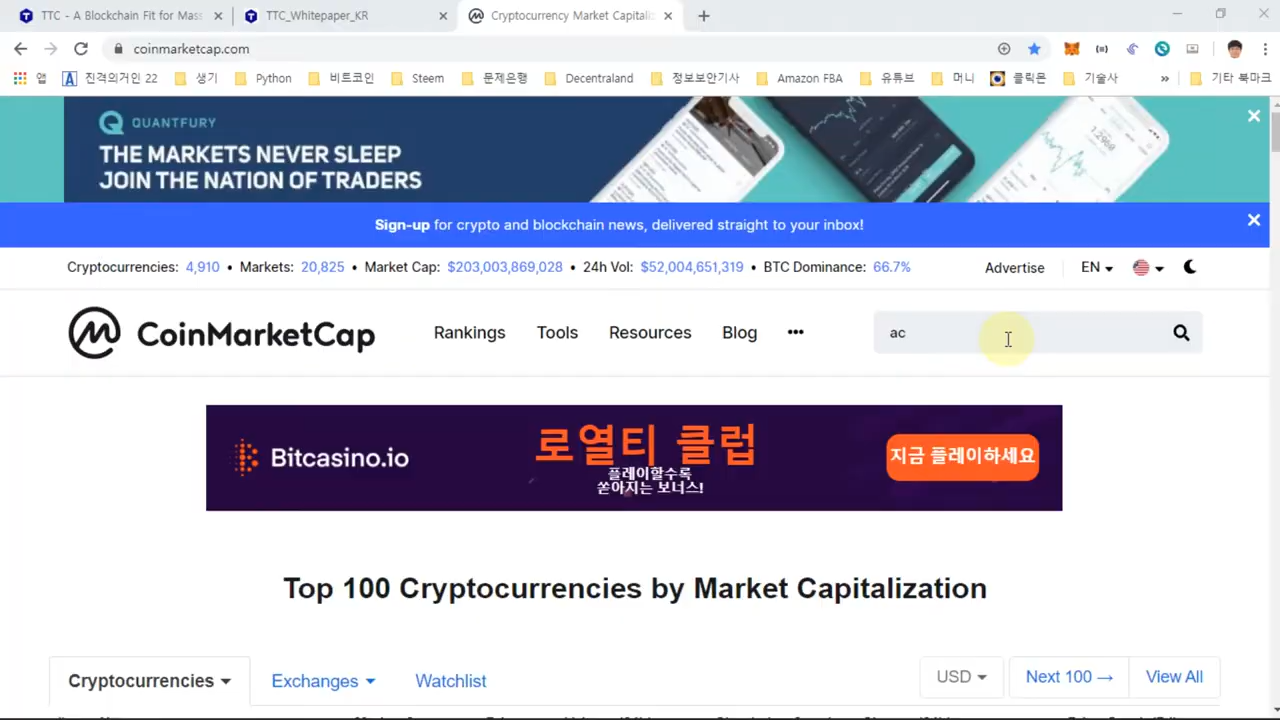 TTC - A Blockchain Fit for Mass
TTC_Whitepaper_KR
Cryptocurrency Market Capitaliz
coinmarketcap.com
앱
진격의거인 22
생기
Python
비트코인
Steem
문제은행
Decentraland
정보보안기사
Amazon FBA
유튜브
머니
클릭몬
기술사
»
기타 북마크
QUANTFURY
THE MARKETS NEVER SLEEP
JOIN THE NATION OF TRADERS
Sign-up for crypto and blockchain news, delivered straight to your inbox!
Cryptocurrencies: 4,910 • Markets: 20,825 • Market Cap: $203,003,869,028 • 24h Vol: $52,004,651,319 • BTC Dominance: 66.7%
Advertise
EN
CoinMarketCap
Rankings
Tools
Resources
Blog
•••
ac
Bitcasino.io
로열티 클럽
플레이할수록
쏟아지는 보너스!
지금 플레이하세요
Top 100 Cryptocurrencies by Market Capitalization
Cryptocurrencies
Exchanges
Watchlist
USD
Next 100 →
View All